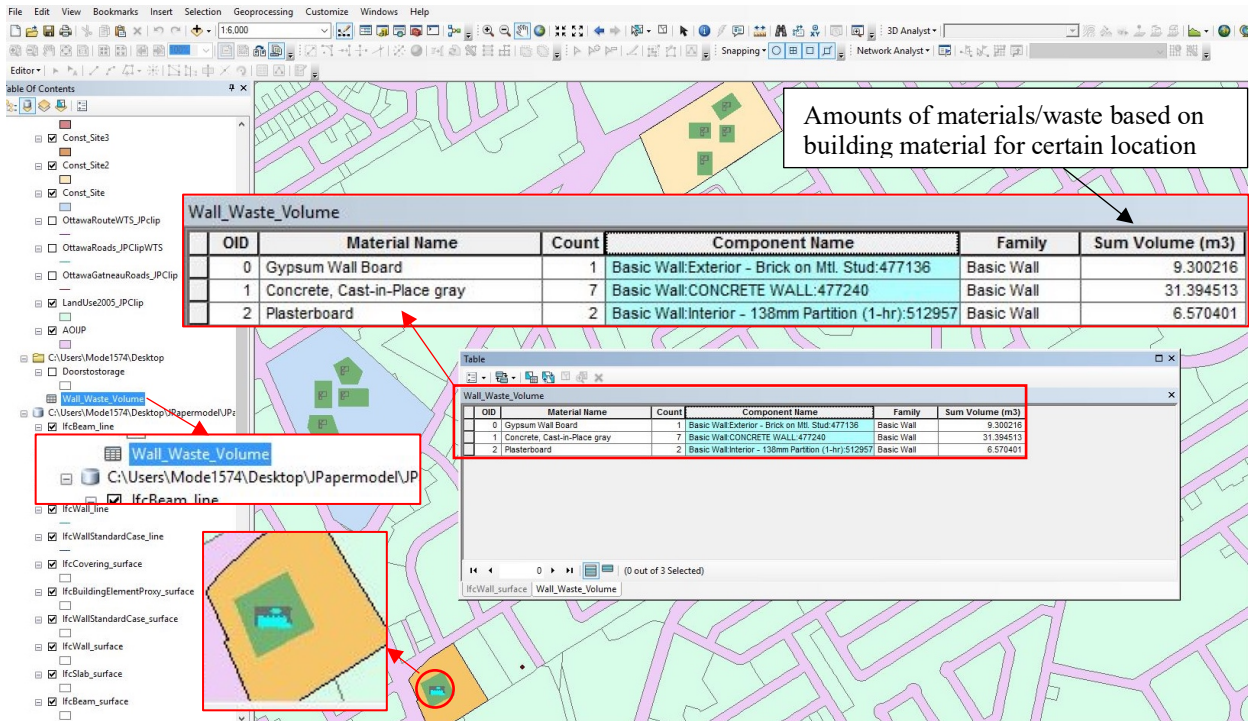 File Edit View Bookmarks Insert Selection Geoprocessing Customize Windows Help
1:6,000
3D Analyst
Snapping
Network Analyst
Editor
Table Of Contents
Const_Site3
Const_Site2
Const_Site
OttawaRouteWTS_JPclip
OttawaRoads_JPClipWTS
OttawaGatneauRoads_JPClip
LandUse2005_JPClip
AOIJP
C:\Users\Mode1574\Desktop
Doorstostorage
Wall_Waste_Volume
C:\Users\Mode1574\Desktop\JPapermodel\JPa
IfcBeam_line
Wall_Waste_Volume
C:\Users\Mode1574\Desktop\JPapermodel\JP
IfcBeam_line
IfcWall_line
IfcWallStandardCase_line
IfcCovering_surface
IfcBuildingElementProxy_surface
IfcWallStandardCase_surface
IfcWall_surface
IfcSlab_surface
IfcBeam_surface
Amounts of materials/waste based on
building material for certain location
Wall_Waste_Volume
OID Material Name Count Component Name Family Sum Volume (m3)
0 Gypsum Wall Board 1 Basic Wall:Exterior - Brick on Mtl. Stud:477136 Basic Wall 9.300216
1 Concrete, Cast-in-Place gray 7 Basic Wall:CONCRETE WALL:477240 Basic Wall 31.394513
2 Plasterboard 2 Basic Wall:Interior - 138mm Partition (1-hr):512957 Basic Wall 6.570401
Table
Wall_Waste_Volume
OID Material Name Count Component Name Family Sum Volume (m3)
0 Gypsum Wall Board 1 Basic Wall:Exterior - Brick on Mtl. Stud:477136 Basic Wall 9.300216
1 Concrete, Cast-in-Place gray 7 Basic Wall:CONCRETE WALL:477240 Basic Wall 31.394513
2 Plasterboard 2 Basic Wall:Interior - 138mm Partition (1-hr):512957 Basic Wall 6.570401
0 (0 out of 3 Selected)
IfcWall_surface Wall_Waste_Volume